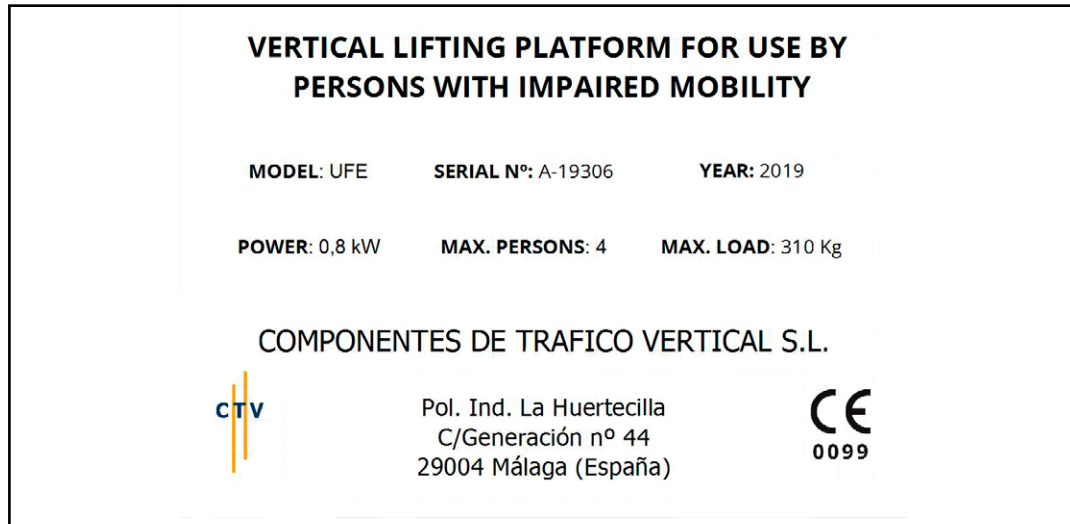 VERTICAL LIFTING PLATFORM FOR USE BY
PERSONS WITH IMPAIRED MOBILITY
MODEL: UFE SERIAL Nº: A-19306 YEAR: 2019
POWER: 0,8 kW MAX. PERSONS: 4 MAX. LOAD: 310 Kg
COMPONENTES DE TRAFICO VERTICAL S.L.
CTV
Pol. Ind. La Huertecilla
C/Generación nº 44
29004 Málaga (España)
CE
0099